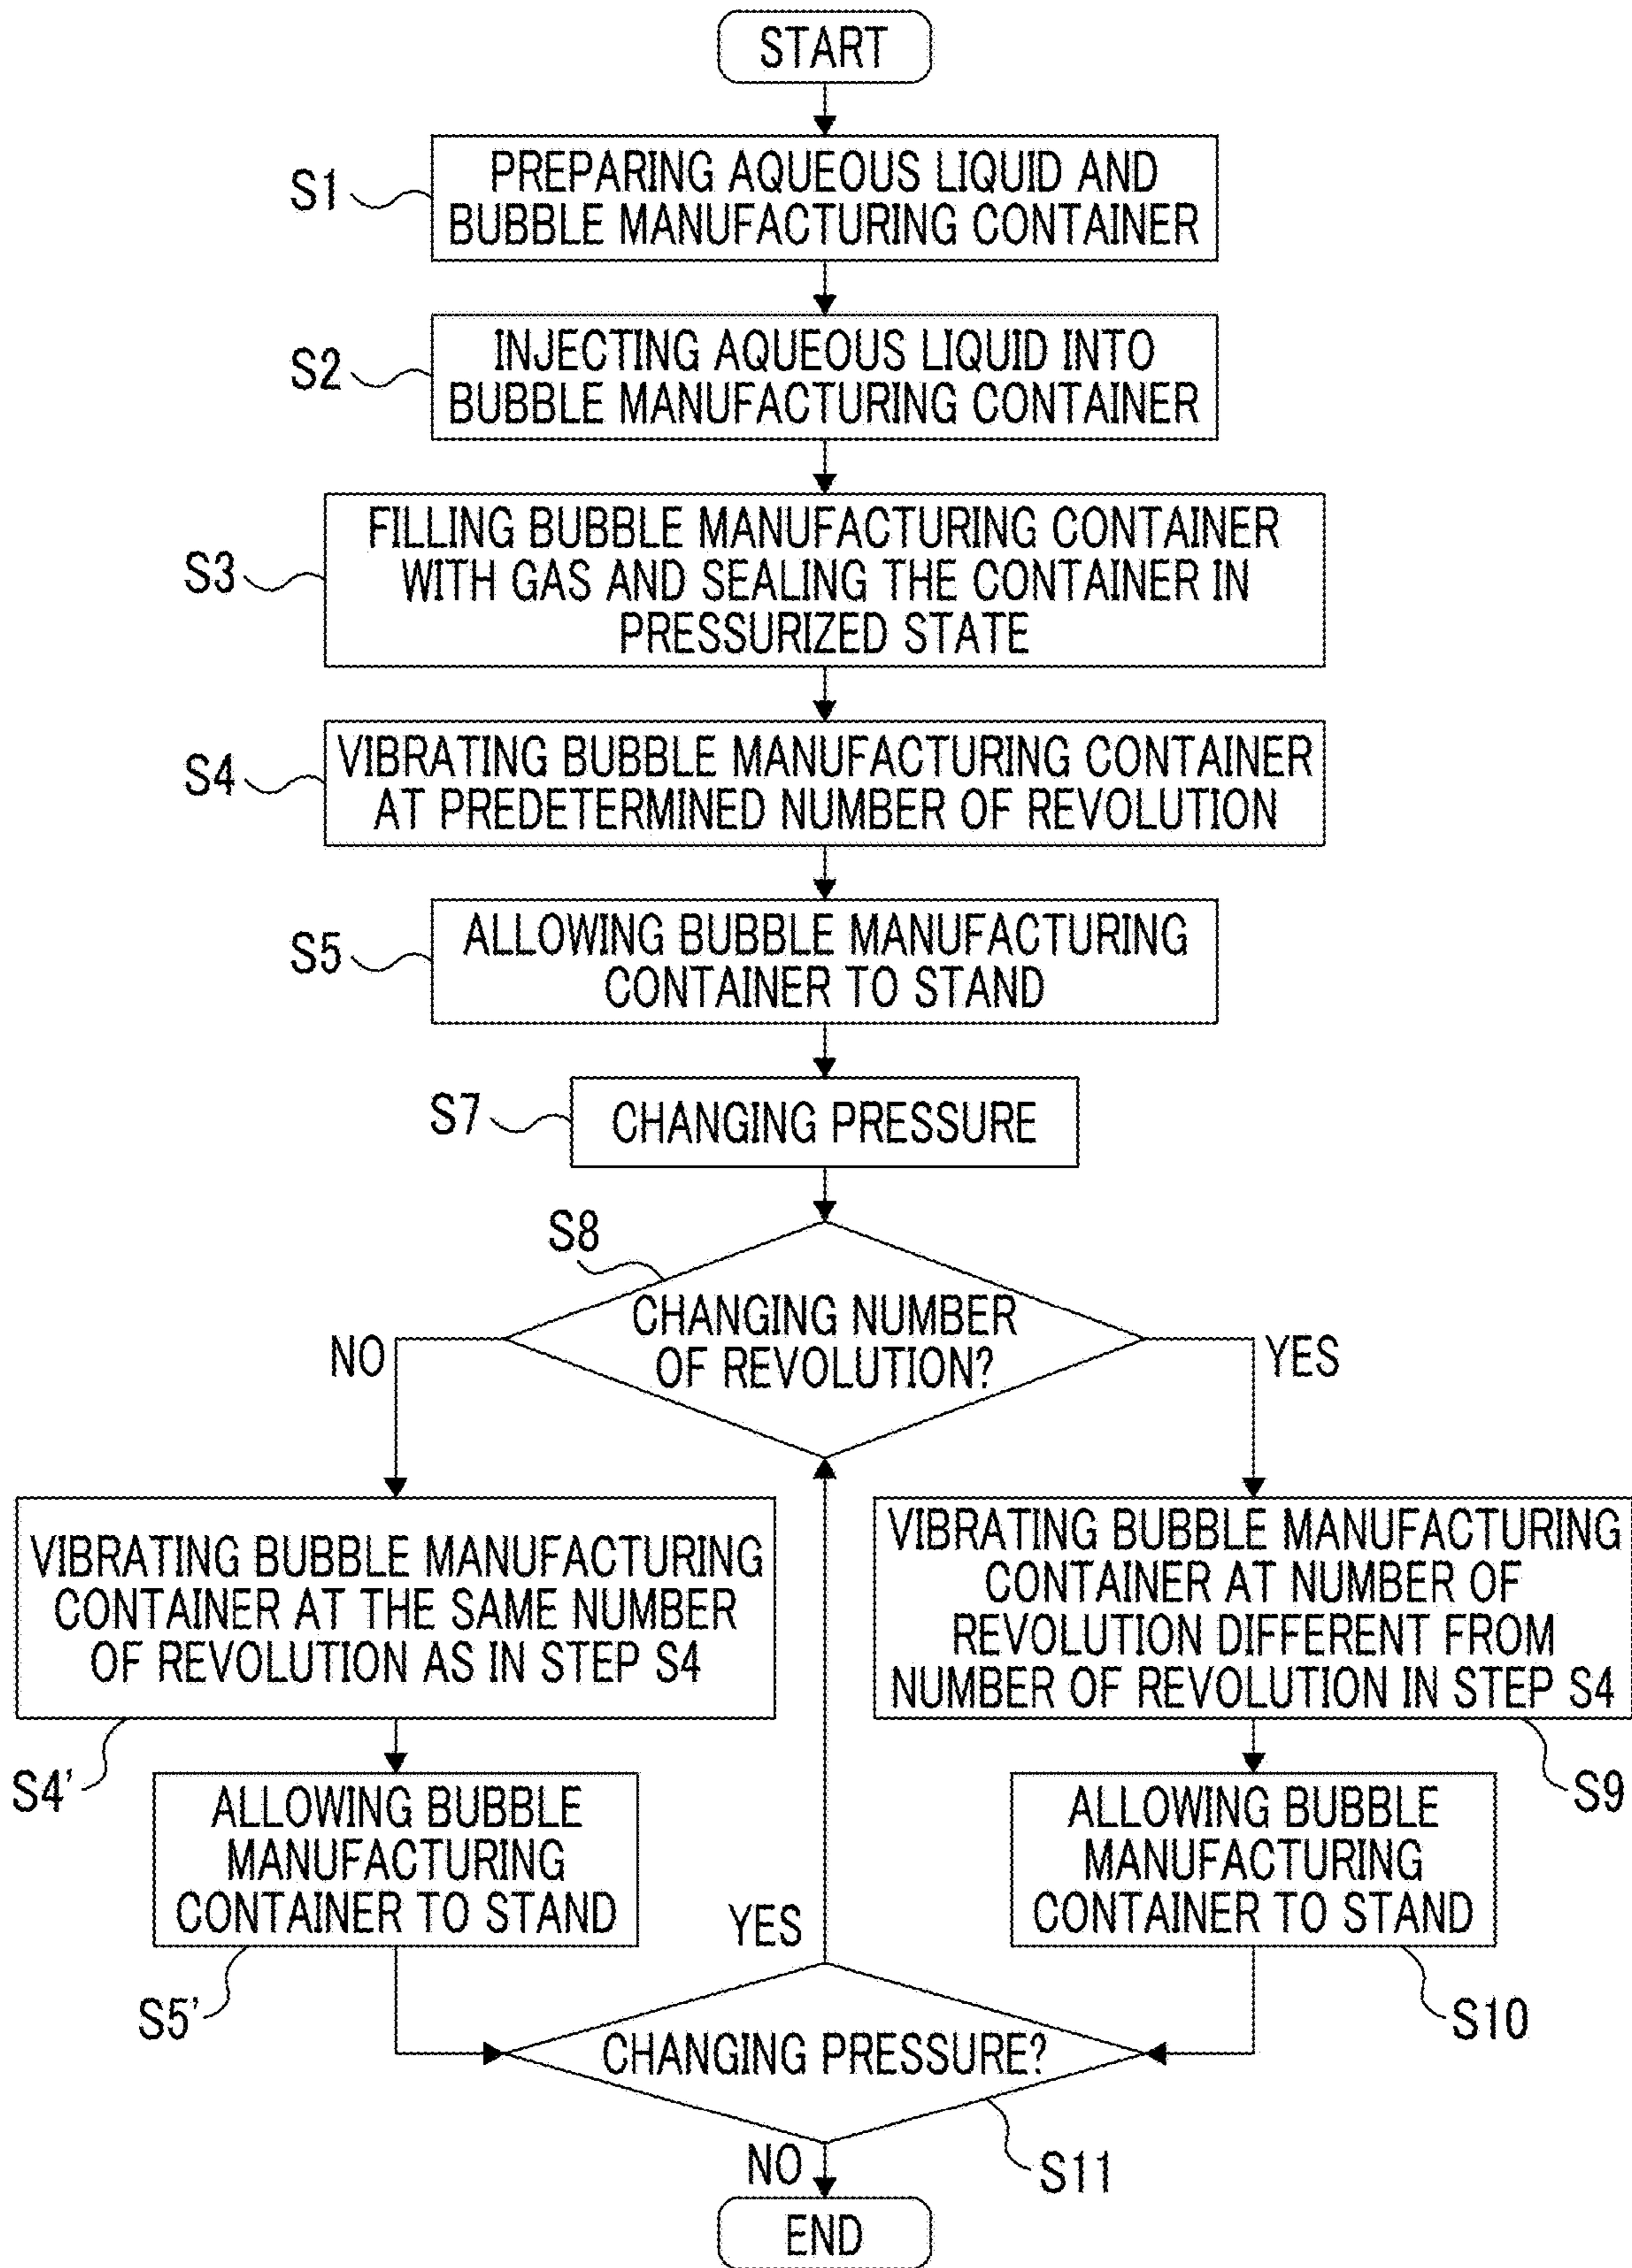 START
S1
PREPARING AQUEOUS LIQUID AND
BUBBLE MANUFACTURING CONTAINER
S2
INJECTING AQUEOUS LIQUID INTO
BUBBLE MANUFACTURING CONTAINER
S3
FILLING BUBBLE MANUFACTURING CONTAINER
WITH GAS AND SEALING THE CONTAINER IN
PRESSURIZED STATE
S4
VIBRATING BUBBLE MANUFACTURING CONTAINER
AT PREDETERMINED NUMBER OF REVOLUTION
S5
ALLOWING BUBBLE MANUFACTURING
CONTAINER TO STAND
S7
CHANGING PRESSURE
S8
CHANGING NUMBER
OF REVOLUTION?
NO
YES
VIBRATING BUBBLE MANUFACTURING
CONTAINER AT THE SAME NUMBER
OF REVOLUTION AS IN STEP S4
S4'
VIBRATING BUBBLE MANUFACTURING
CONTAINER AT NUMBER OF
REVOLUTION DIFFERENT FROM
NUMBER OF REVOLUTION IN STEP S4
S9
ALLOWING BUBBLE
MANUFACTURING
CONTAINER TO STAND
S5'
ALLOWING BUBBLE
MANUFACTURING
CONTAINER TO STAND
S10
YES
CHANGING PRESSURE?
S11
NO
END